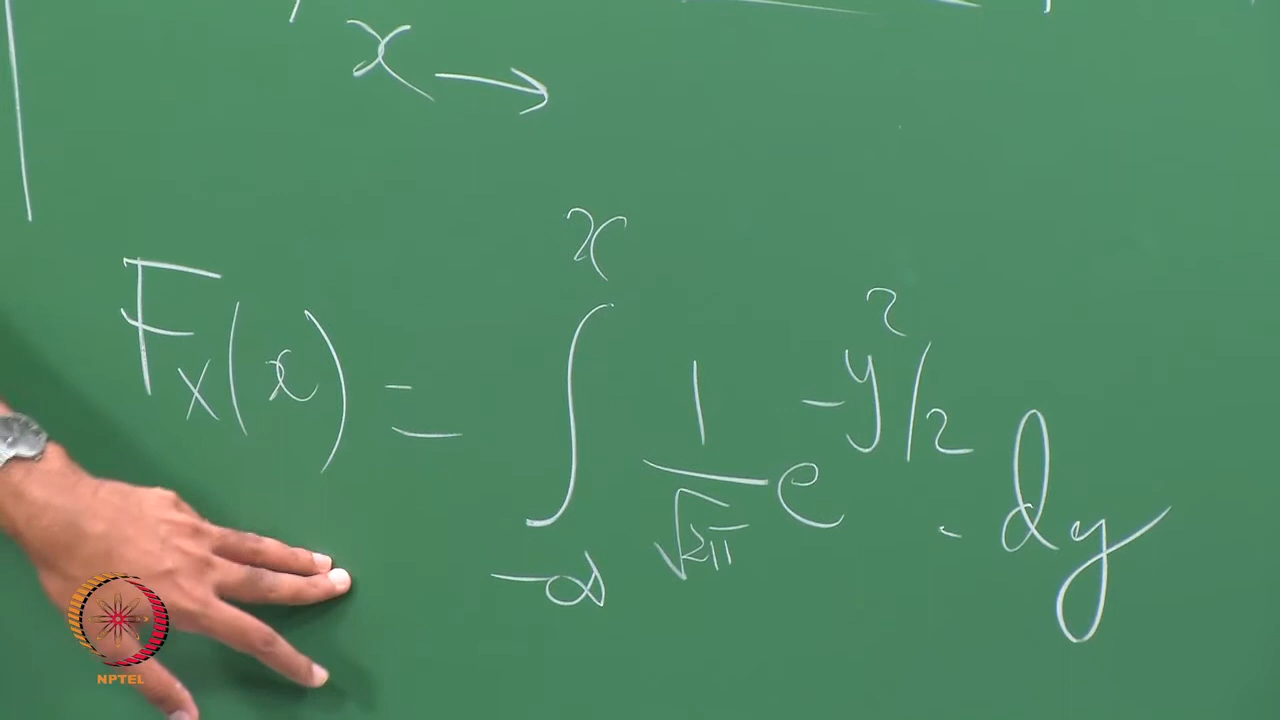 x →
F_X(x) = ∫_{-∞}^{x} 1/√2π e^{-y²/2} · dy
NPTEL